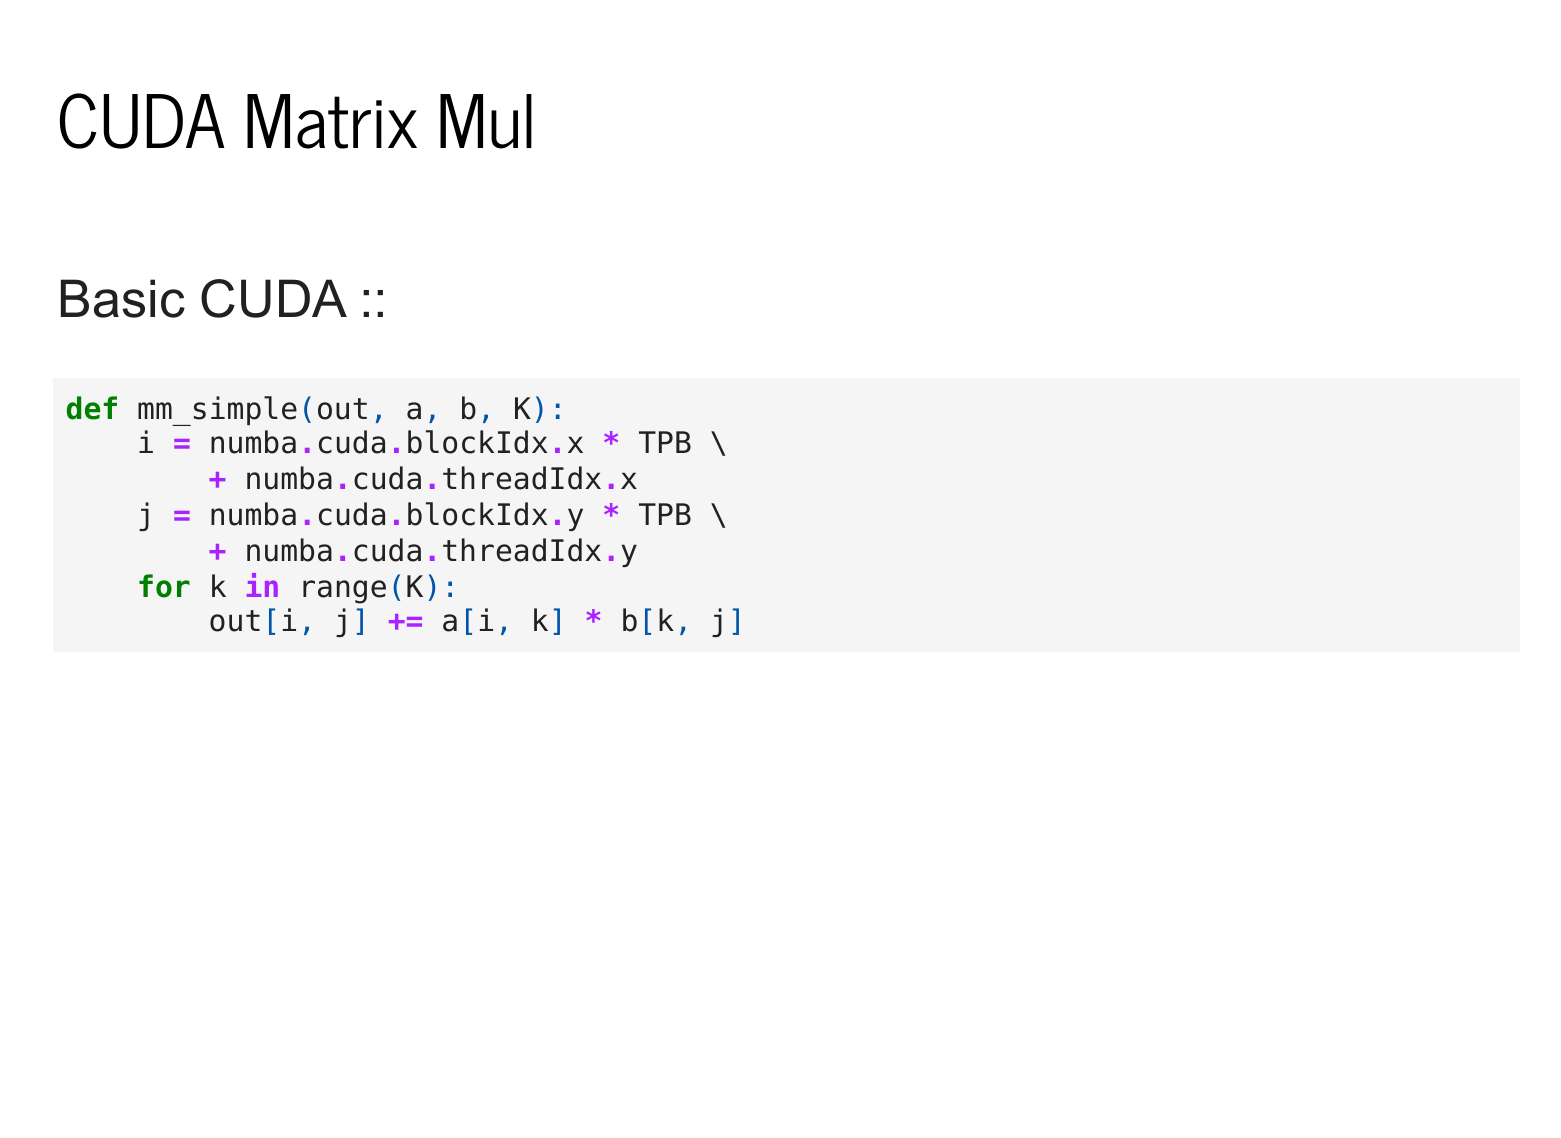 CUDA Matrix Mul
Basic CUDA ::
def mm_simple(out, a, b, K):
    i = numba.cuda.blockIdx.x * TPB \
        + numba.cuda.threadIdx.x
    j = numba.cuda.blockIdx.y * TPB \
        + numba.cuda.threadIdx.y
    for k in range(K):
        out[i, j] += a[i, k] * b[k, j]